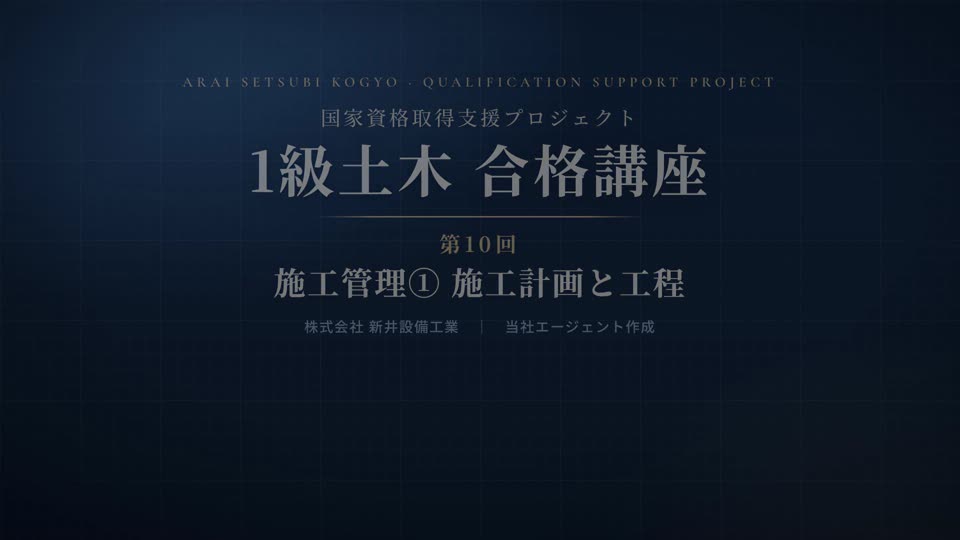 ARAI SETSUBI KOGYO · QUALIFICATION SUPPORT PROJECT
国家資格取得支援プロジェクト
1級土木 合格講座
第10回
施工管理① 施工計画と工程
株式会社 新井設備工業 ｜ 当社エージェント作成